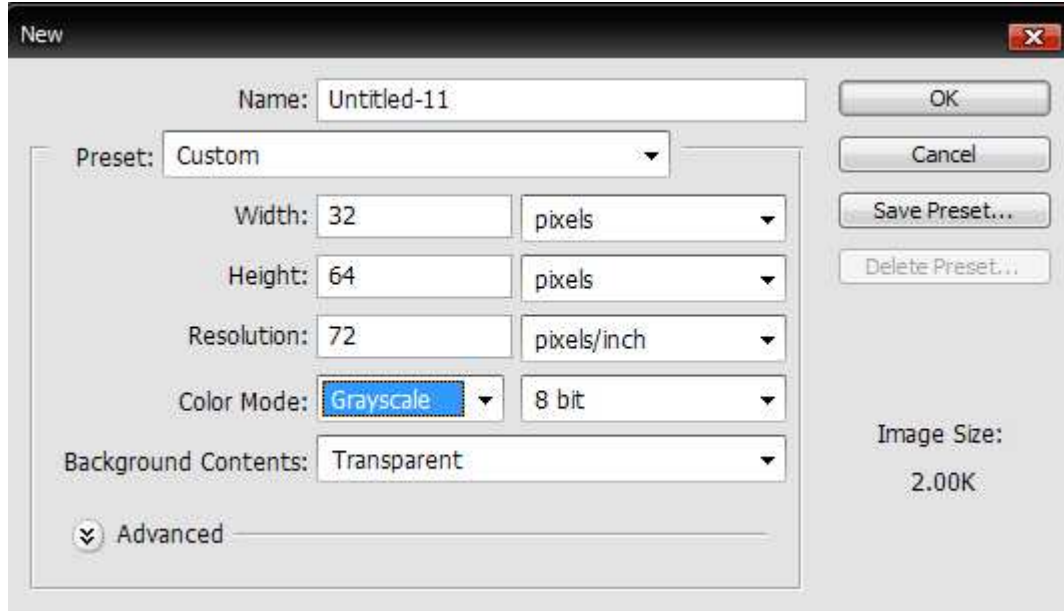 New
Name: Untitled-11
OK
Preset: Custom
Cancel
Width: 32 pixels
Save Preset...
Height: 64 pixels
Delete Preset...
Resolution: 72 pixels/inch
Color Mode: Grayscale 8 bit
Image Size:
Background Contents: Transparent
2.00K
Advanced